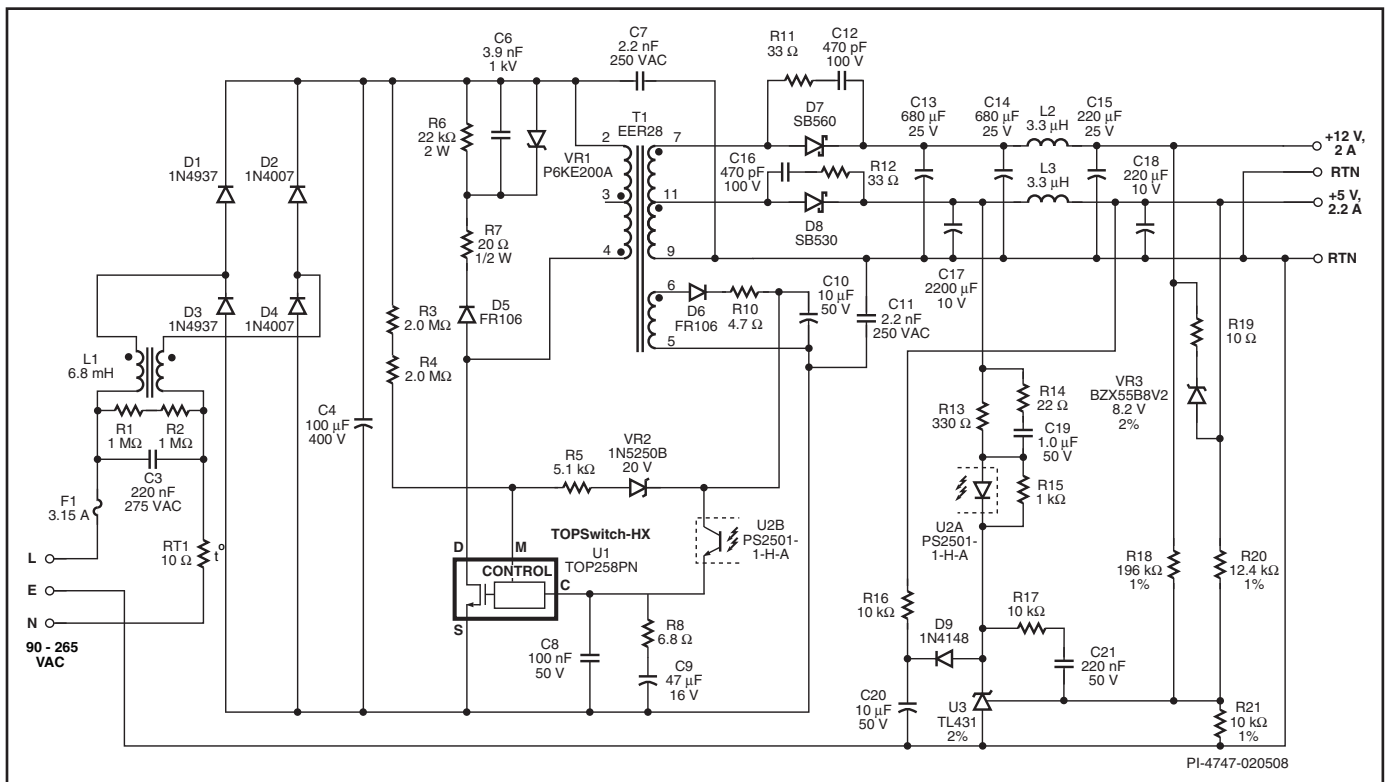 C6
3.9 nF
1 kV
C7
2.2 nF
250 VAC
R11
33 Ω
C12
470 pF
100 V
D7
SB560
C13
680 µF
25 V
C14
680 µF
25 V
L2
3.3 µH
C15
220 µF
25 V
+12 V,
2 A
RTN
+5 V,
2.2 A
RTN
R6
22 kΩ
2 W
VR1
P6KE200A
T1
EER28
2
3
4
7
11
9
6
5
C16
470 pF
100 V
R12
33 Ω
D8
SB530
L3
3.3 µH
C18
220 µF
10 V
D1
1N4937
D2
1N4007
D3
1N4937
D4
1N4007
R7
20 Ω
1/2 W
D5
FR106
D6
FR106
R10
4.7 Ω
C10
10 µF
50 V
C11
2.2 nF
250 VAC
C17
2200 µF
10 V
R3
2.0 MΩ
R4
2.0 MΩ
L1
6.8 mH
R1
1 MΩ
R2
1 MΩ
C3
220 nF
275 VAC
C4
100 µF
400 V
F1
3.15 A
RT1
10 Ω
t°
L
E
N
90 - 265
VAC
R5
5.1 kΩ
VR2
1N5250B
20 V
U2B
PS2501-
1-H-A
TOPSwitch-HX
U1
TOP258PN
D
M
CONTROL
C
S
C8
100 nF
50 V
R8
6.8 Ω
C9
47 µF
16 V
R13
330 Ω
R14
22 Ω
C19
1.0 µF
50 V
R15
1 kΩ
U2A
PS2501-
1-H-A
R19
10 Ω
VR3
BZX55B8V2
8.2 V
2%
R18
196 kΩ
1%
R20
12.4 kΩ
1%
R16
10 kΩ
D9
1N4148
R17
10 kΩ
C21
220 nF
50 V
C20
10 µF
50 V
U3
TL431
2%
R21
10 kΩ
1%
PI-4747-020508